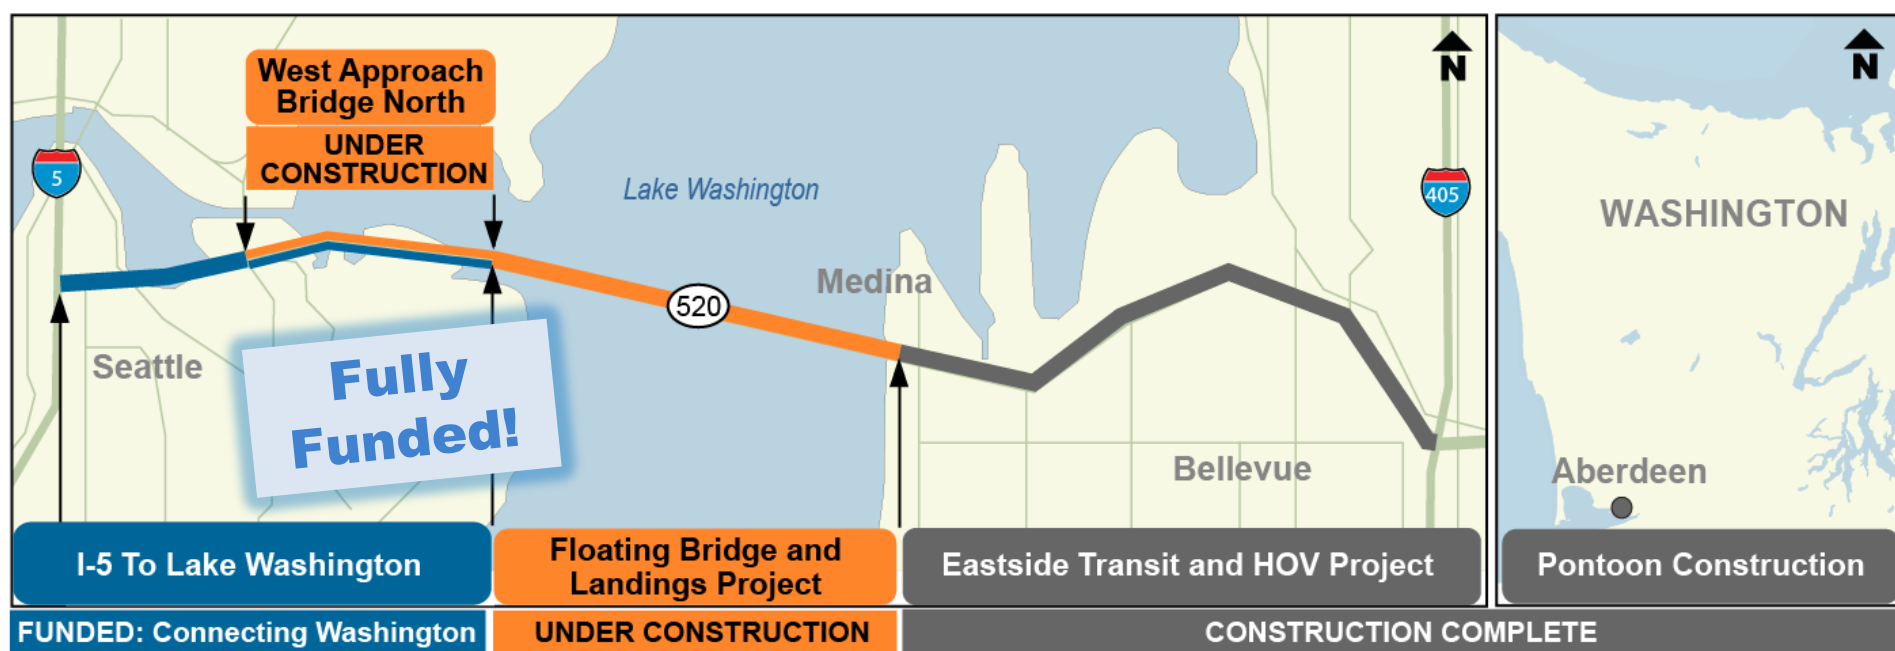 West Approach
Bridge North
UNDER
CONSTRUCTION
N
N
5
405
Lake Washington
WASHINGTON
Medina
520
Seattle
Fully
Funded!
Bellevue
Aberdeen
I-5 To Lake Washington
Floating Bridge and
Landings Project
Eastside Transit and HOV Project
Pontoon Construction
FUNDED: Connecting Washington
UNDER CONSTRUCTION
CONSTRUCTION COMPLETE